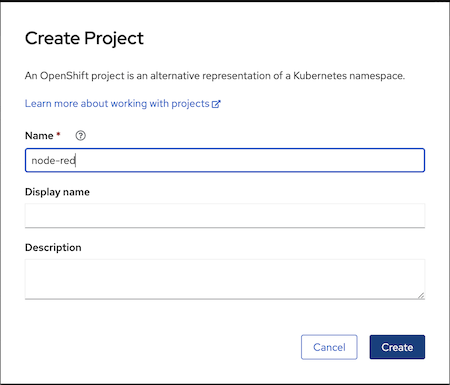 Create Project
An OpenShift project is an alternative representation of a Kubernetes namespace.
Learn more about working with projects
Name *
node-red
Display name
Description
Cancel Create